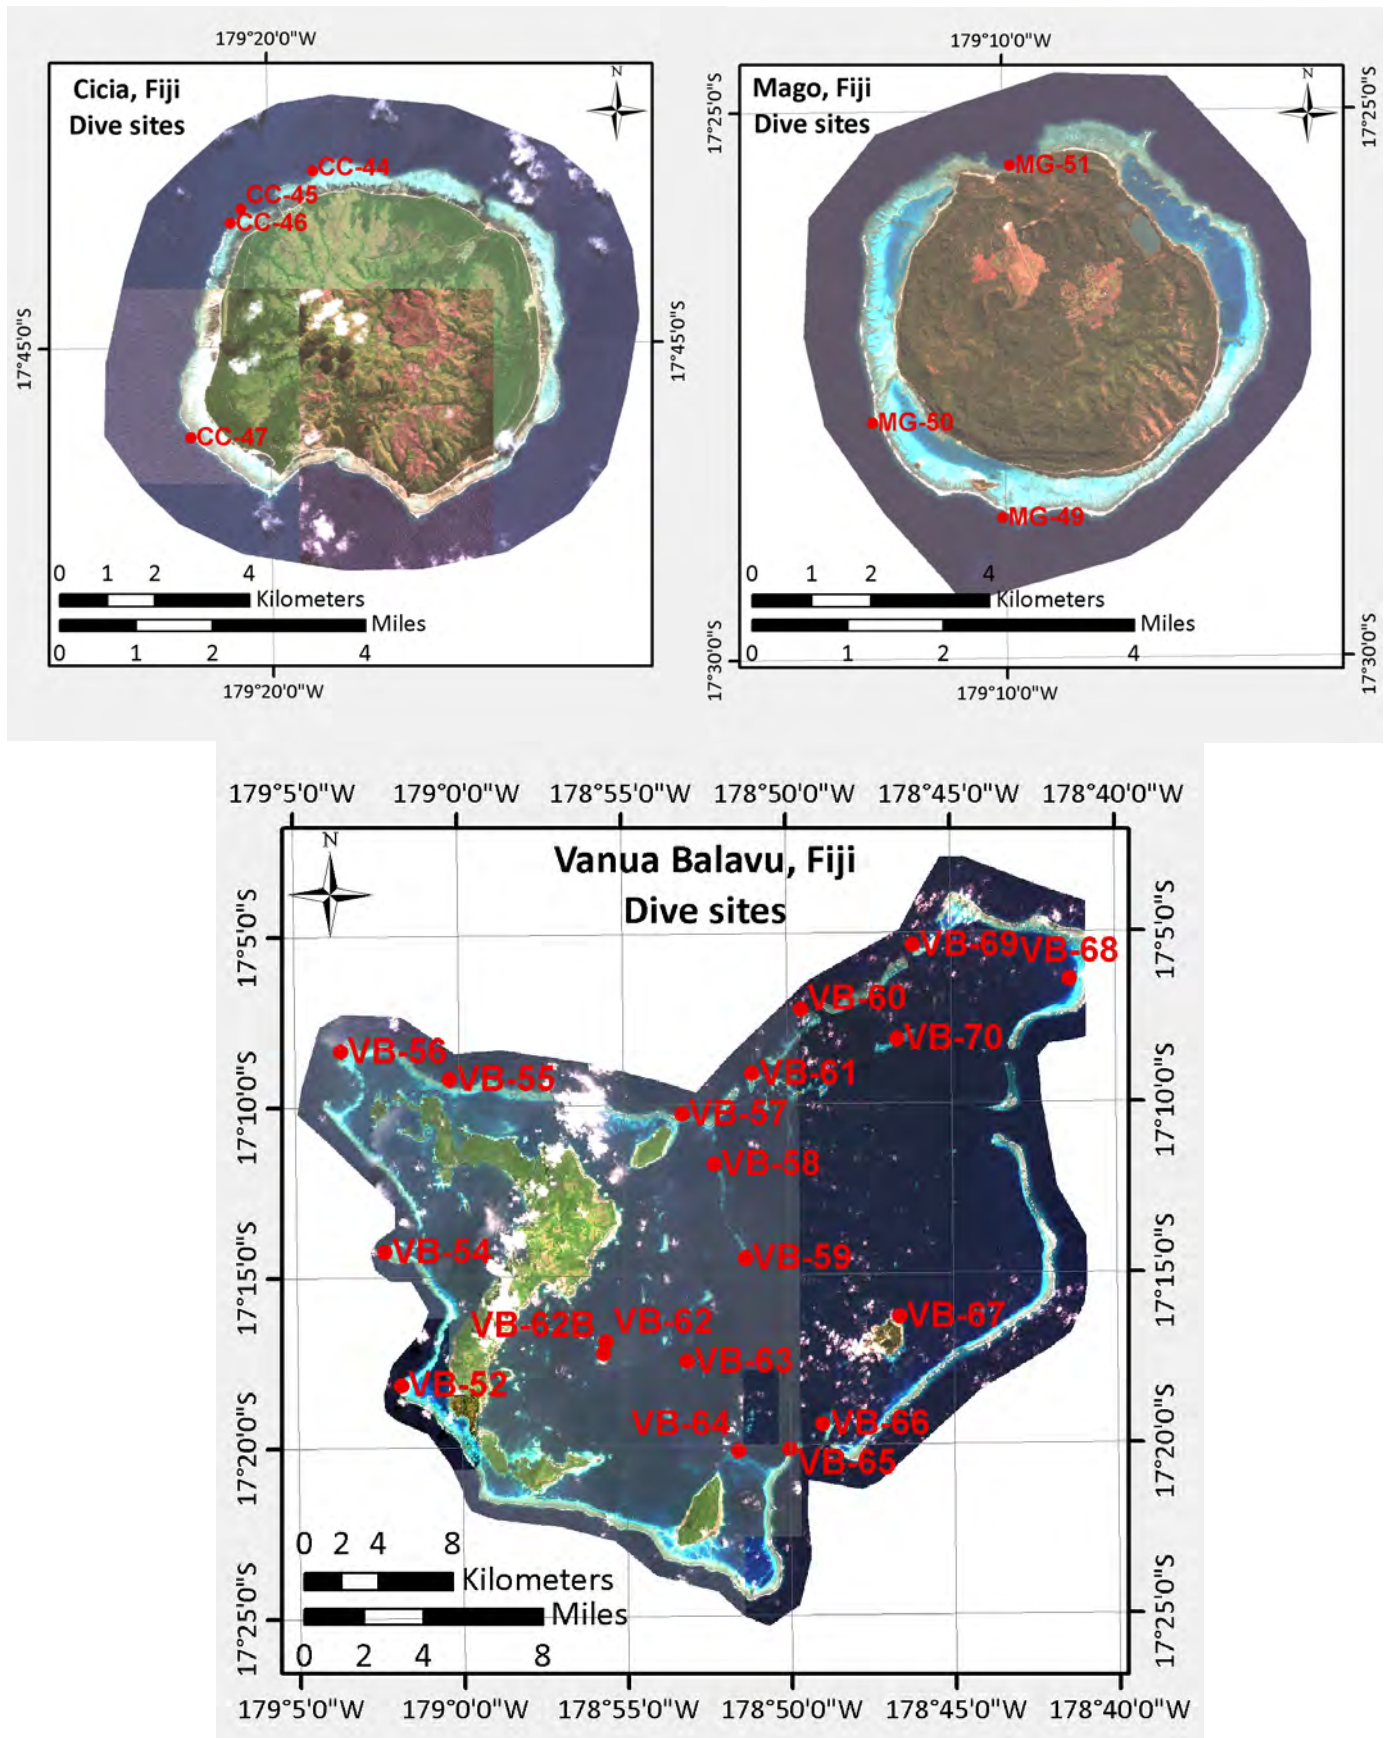 179°20'0"W
Cicia, Fiji
Dive sites
N
CC-44
CC-45
CC-46
17°45'0"S
17°45'0"S
CC-47
0 1 2 4
Kilometers
Miles
0 1 2 4
179°20'0"W
179°10'0"W
17°25'0"S
17°25'0"S
Mago, Fiji
Dive sites
N
MG-51
MG-50
MG-49
0 1 2 4
Kilometers
Miles
0 1 2 4
17°30'0"S
17°30'0"S
179°10'0"W
179°5'0"W 179°0'0"W 178°55'0"W 178°50'0"W 178°45'0"W 178°40'0"W
N
Vanua Balavu, Fiji
Dive sites
17°5'0"S
17°5'0"S
VB-69
VB-68
VB-60
VB-70
VB-56
VB-61
VB-55
17°10'0"S
17°10'0"S
VB-57
VB-58
VB-54
VB-59
17°15'0"S
17°15'0"S
VB-67
VB-62B
VB-62
VB-63
VB-52
VB-64
VB-66
VB-65
17°20'0"S
17°20'0"S
0 2 4 8
Kilometers
Miles
0 2 4 8
17°25'0"S
17°25'0"S
179°5'0"W 179°0'0"W 178°55'0"W 178°50'0"W 178°45'0"W 178°40'0"W